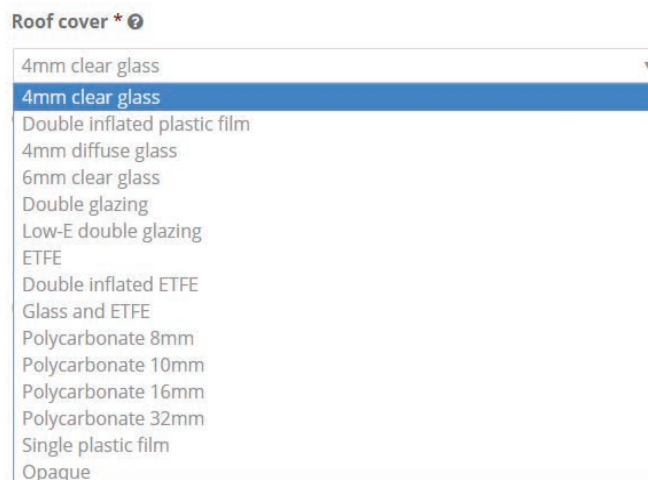 Roof cover *
4mm clear glass
4mm clear glass
Double inflated plastic film
4mm diffuse glass
6mm clear glass
Double glazing
Low-E double glazing
ETFE
Double inflated ETFE
Glass and ETFE
Polycarbonate 8mm
Polycarbonate 10mm
Polycarbonate 16mm
Polycarbonate 32mm
Single plastic film
Opaque